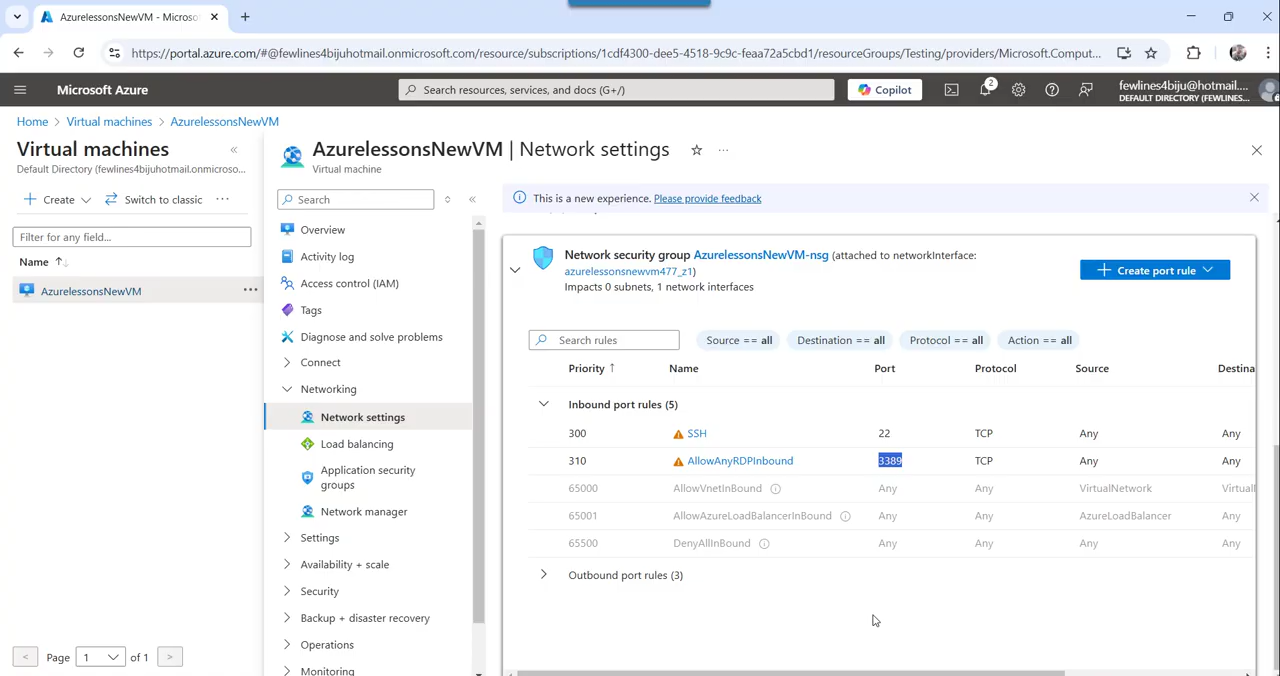 AzurelessonsNewVM - Microso
https://portal.azure.com/#@fewlines4bijuhotmail.onmicrosoft.com/resource/subscriptions/1cdf4300-dee5-4518-9c9c-feaa72a5cbd1/resourceGroups/Testing/providers/Microsoft.Comput...
Microsoft Azure
Search resources, services, and docs (G+/)
Copilot
2
fewlines4biju@hotmail....
DEFAULT DIRECTORY (FEWLINES...
Home > Virtual machines > AzurelessonsNewVM
Virtual machines
Default Directory (fewlines4bijuhotmail.onmicroso...
Create
Switch to classic
Filter for any field...
Name
AzurelessonsNewVM
Page 1 of 1
AzurelessonsNewVM | Network settings
Virtual machine
Search
Overview
Activity log
Access control (IAM)
Tags
Diagnose and solve problems
Connect
Networking
Network settings
Load balancing
Application security
groups
Network manager
Settings
Availability + scale
Security
Backup + disaster recovery
Operations
Monitoring
This is a new experience. Please provide feedback
Network security group AzurelessonsNewVM-nsg (attached to networkInterface:
azurelessonsnewvm477_z1)
Impacts 0 subnets, 1 network interfaces
Create port rule
Search rules
Source == all
Destination == all
Protocol == all
Action == all
Priority Name Port Protocol Source Destina
Inbound port rules (5)
300 SSH 22 TCP Any Any
310 AllowAnyRDPInbound 3389 TCP Any Any
65000 AllowVnetInBound Any Any VirtualNetwork Virtuall
65001 AllowAzureLoadBalancerInBound Any Any AzureLoadBalancer Any
65500 DenyAllInBound Any Any Any Any
Outbound port rules (3)